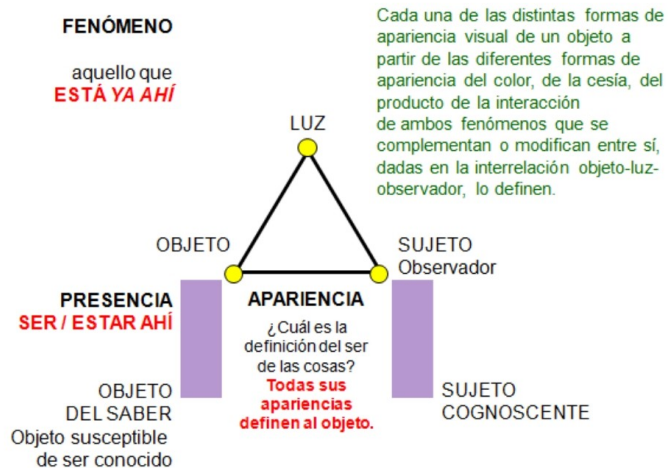 FENÓMENO
aquello que
ESTÁ YA AHÍ
Cada una de las distintas formas de
apariencia visual de un objeto a
partir de las diferentes formas de
apariencia del color, de la cesía, del
producto de la interacción
de ambos fenómenos que se
complementan o modifican entre sí,
dadas en la interrelación objeto-luz-
observador, lo definen.
LUZ
OBJETO
SUJETO
Observador
PRESENCIA
SER / ESTAR AHÍ
APARIENCIA
¿Cuál es la
definición del ser
de las cosas?
Todas sus
apariencias
definen al objeto.
OBJETO
DEL SABER
Objeto susceptible
de ser conocido
SUJETO
COGNOSCENTE